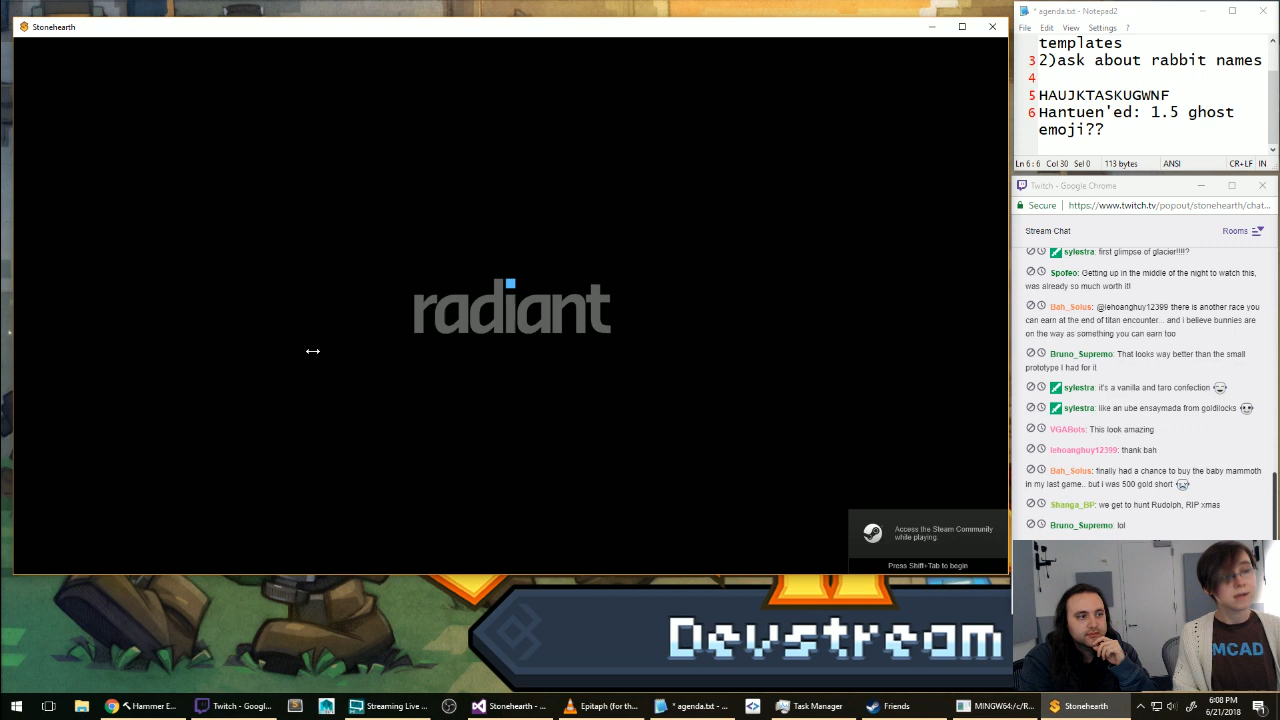 Stonehearth
radiant
Access the Steam Community
while playing.
Press Shift+Tab to begin
Devstream
* agenda.txt - Notepad2
File Edit View Settings ?
templates
3 2)ask about rabbit names
4
5 HAUJKTASKUGWNF
6 Hantuen'ed: 1.5 ghost
emoji??
Ln 6 : 6 Col 30 Sel 0 113 bytes ANSI CR+LF IN
Twitch - Google Chrome
Secure https://www.twitch.tv/popout/stonehearth/chat...
Stream Chat Rooms
sylestra: first glimpse of glacier!!!!?
Spofeo: Getting up in the middle of the night to watch this,
was already so much worth it!
Bah_Solus: @lehoanghuy12399 there is another race you
can earn at the end of titan encounter... and i believe bunnies are
on the way as something you can earn too
Bruno_Supremo: That looks way better than the small
prototype I had for it
sylestra: it's a vanilla and taro confection
sylestra: like an ube ensaymada from goldilocks
VGABots: This look amazing
lehoanghuy12399: thank bah
Bah_Solus: finally had a chance to buy the baby mammoth
in my last game.. but i was 500 gold short
Shanga_BP: we get to hunt Rudolph, RIP xmas
Bruno_Supremo: lol
MCAD
Hammer E... Twitch - Googl... Streaming Live ... Stonehearth - ... Epitaph (for th... * agenda.txt - ... Task Manager Friends MINGW64:/c/R... Stonehearth
6:08 PM
6/21/2018